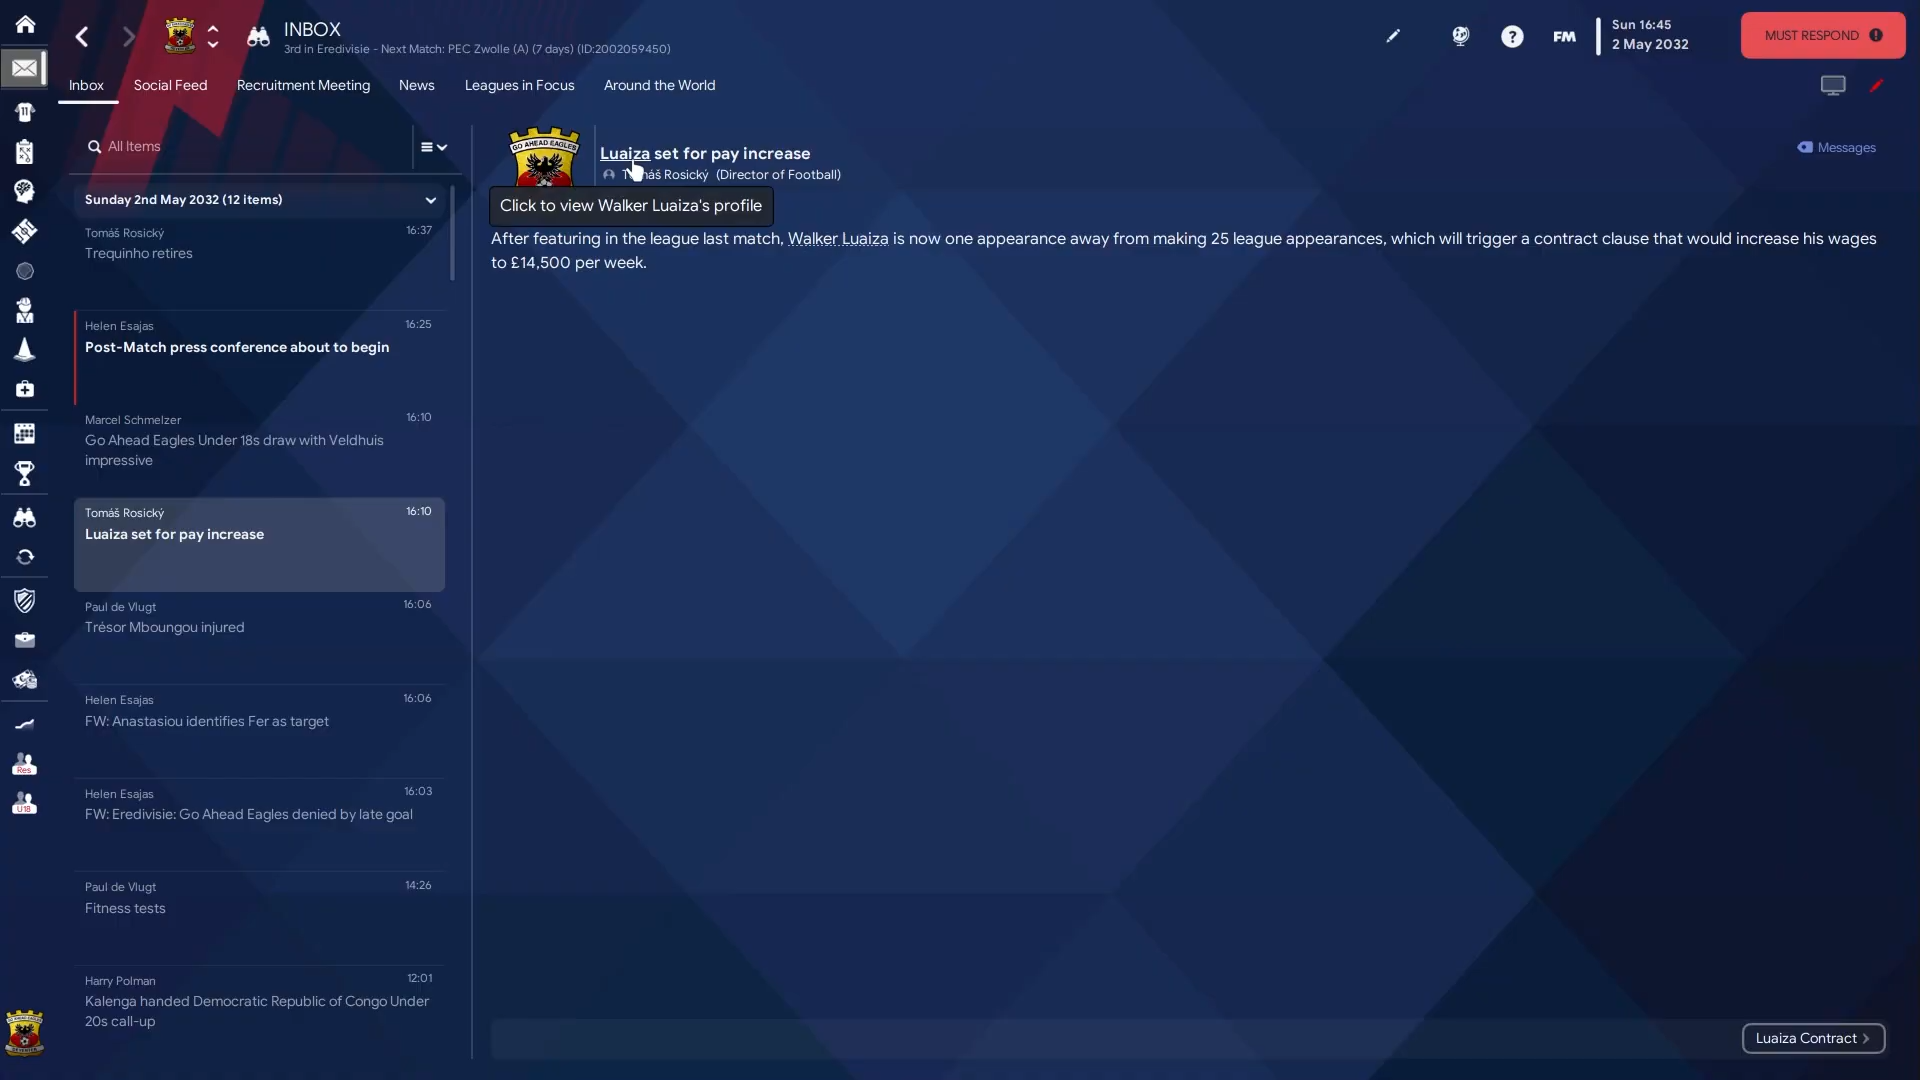 INBOX
3rd in Eredivisie - Next Match: PEC Zwolle (A) (7 days) (ID:2002059450)
FM
Sun 16:45
2 May 2032
MUST RESPOND
Inbox
Social Feed
Recruitment Meeting
News
Leagues in Focus
Around the World
All Items
Sunday 2nd May 2032 (12 items)
Tomáš Rosický 16:37
Trequinho retires
Helen Esajas 16:25
Post-Match press conference about to begin
Marcel Schmelzer 16:10
Go Ahead Eagles Under 18s draw with Veldhuis
impressive
Tomáš Rosický 16:10
Luaiza set for pay increase
Paul de Vlugt 16:06
Trésor Mboungou injured
Helen Esajas 16:06
FW: Anastasiou identifies Fer as target
Helen Esajas 16:03
FW: Eredivisie: Go Ahead Eagles denied by late goal
Paul de Vlugt 14:26
Fitness tests
Harry Polman 12:01
Kalenga handed Democratic Republic of Congo Under
20s call-up
Res
U18
GO AHEAD EAGLES
Luaiza set for pay increase
Rosický (Director of Football)
Messages
Click to view Walker Luaiza's profile
After featuring in the league last match, Walker Luaiza is now one appearance away from making 25 league appearances, which will trigger a contract clause that would increase his wages
to £14,500 per week.
Luaiza Contract